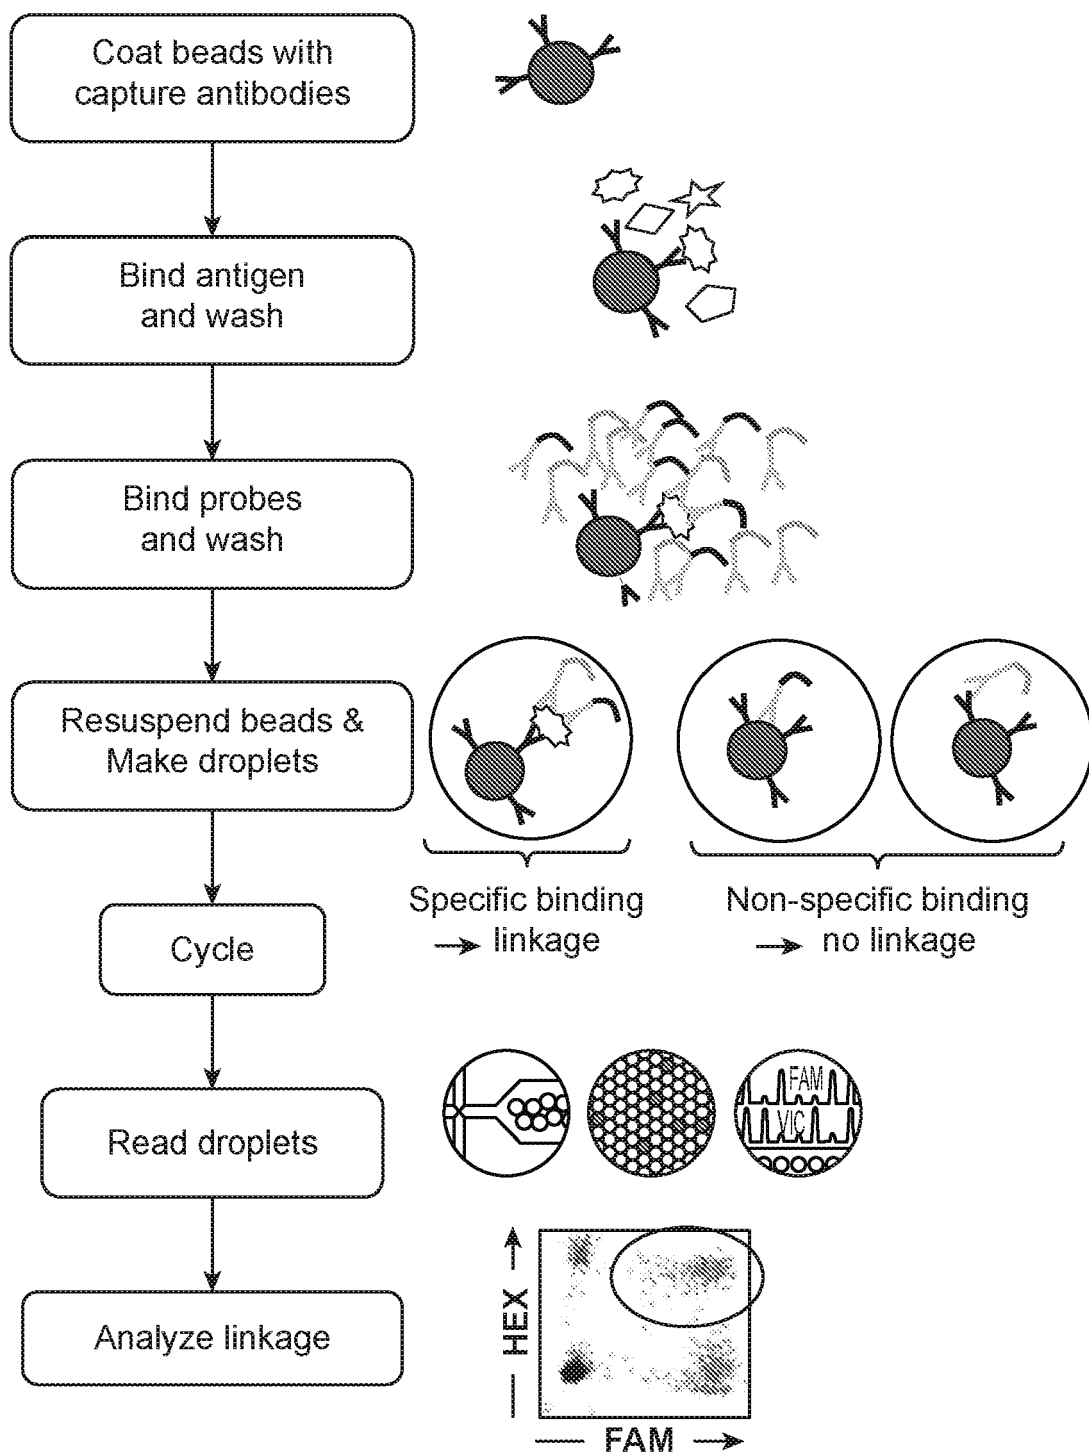 Coat beads with
capture antibodies
Bind antigen
and wash
Bind probes
and wash
Resuspend beads &
Make droplets
Specific binding
→ linkage
Non-specific binding
→ no linkage
Cycle
Read droplets
FAM
VIC
Analyze linkage
HEX
FAM